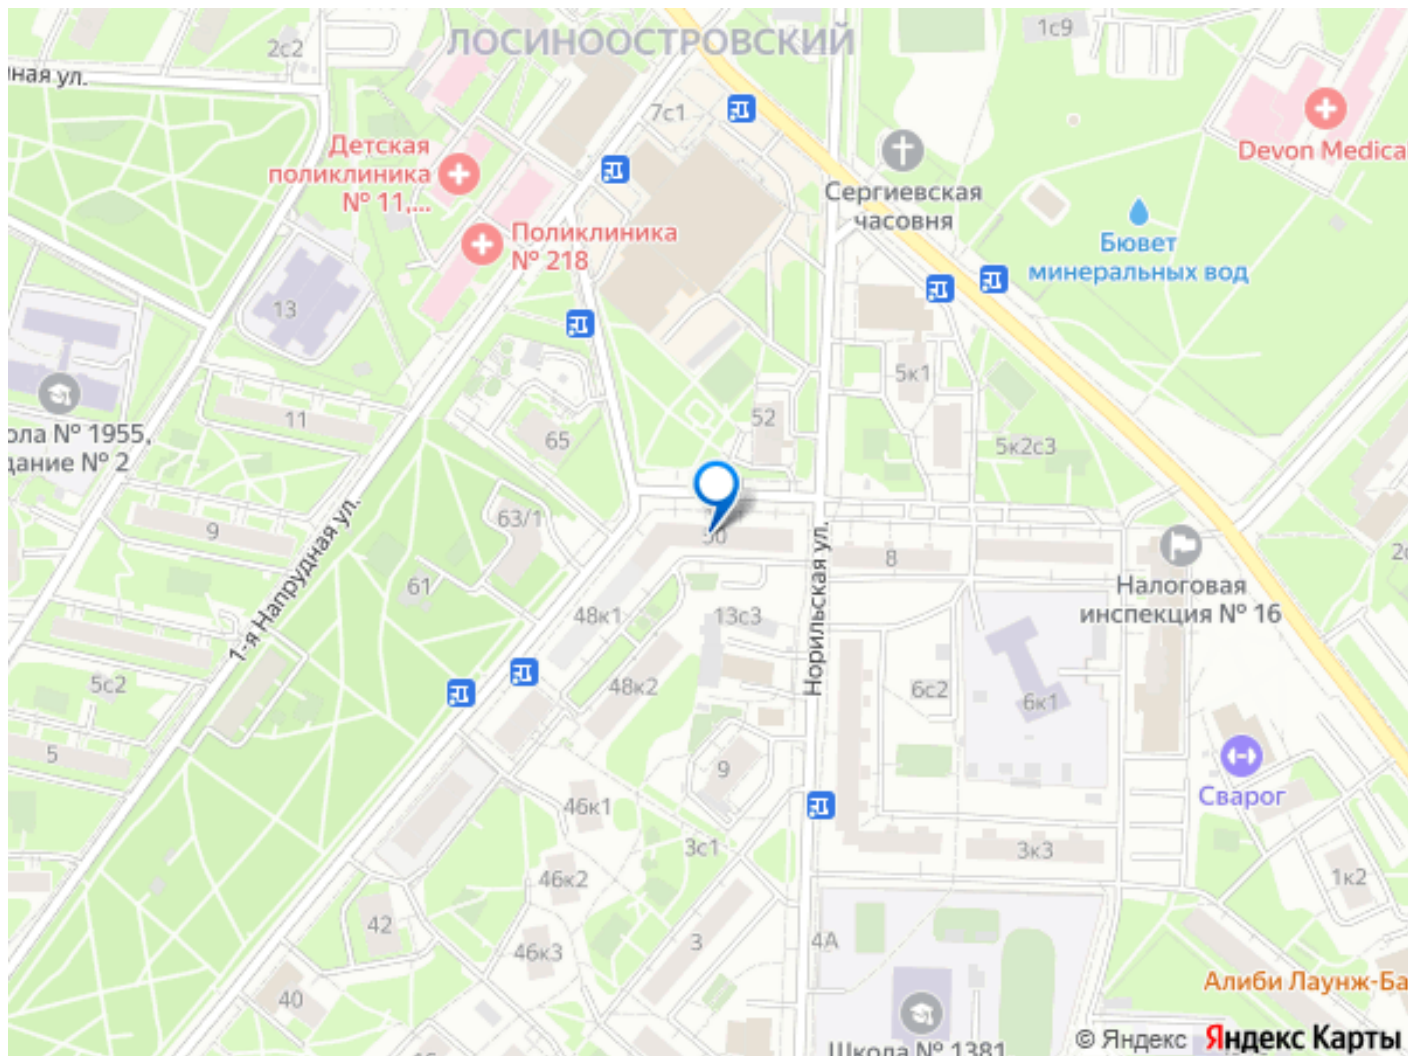 ЛОСИНООСТРОВСКИЙ
1с9
2с2
ная ул.
7с1
Детская
поликлиника
№ 11,...
Devon Medica
Сергиевская
часовня
Поликлиника
№ 218
Бювет
минеральных вод
13
5к1
11
52
65
ола № 1955,
дание № 2
5к2с3
63/1
9
50
8
61
1-я Напрудная ул.
Норильская ул.
Налоговая
инспекция № 16
48к1
13с3
5с2
48к2
6с2
6к1
5
9
Сварог
46к1
3с1
3к3
46к2
1к2
42
3
4А
46к3
40
Алиби Лаунж-Ба
Школа № 1381
© Яндекс Яндекс Карты